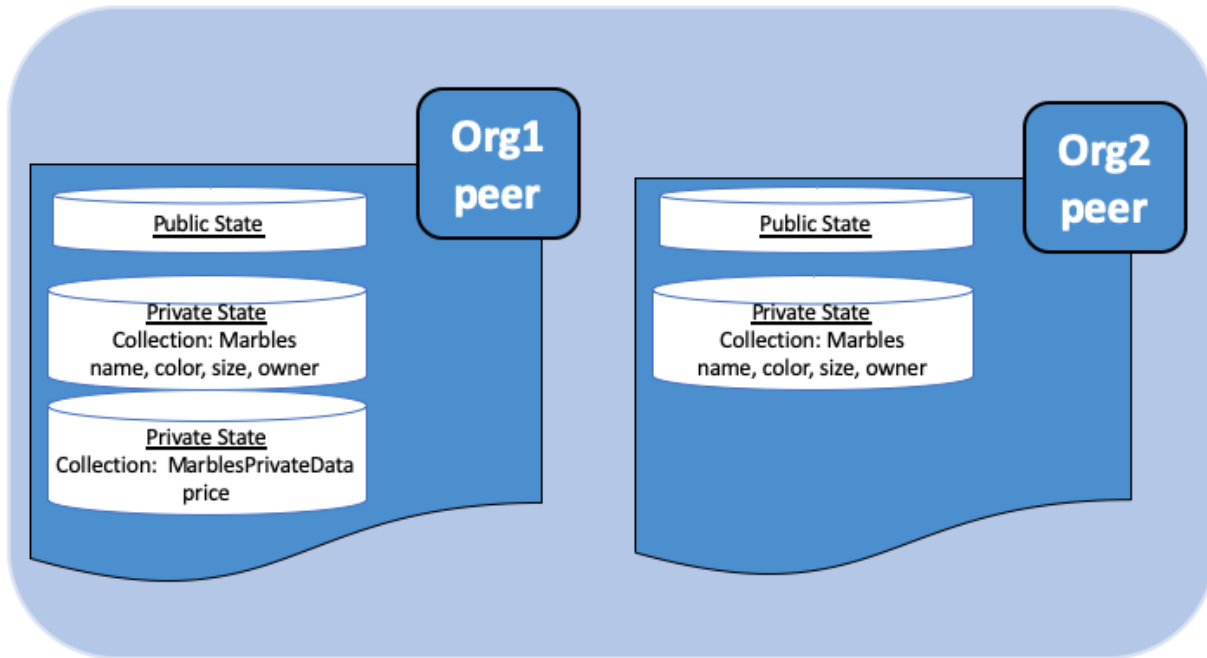 Org1
peer
Public State
Private State
Collection: Marbles
name, color, size, owner
Private State
Collection: MarblesPrivateData
price
Org2
peer
Public State
Private State
Collection: Marbles
name, color, size, owner